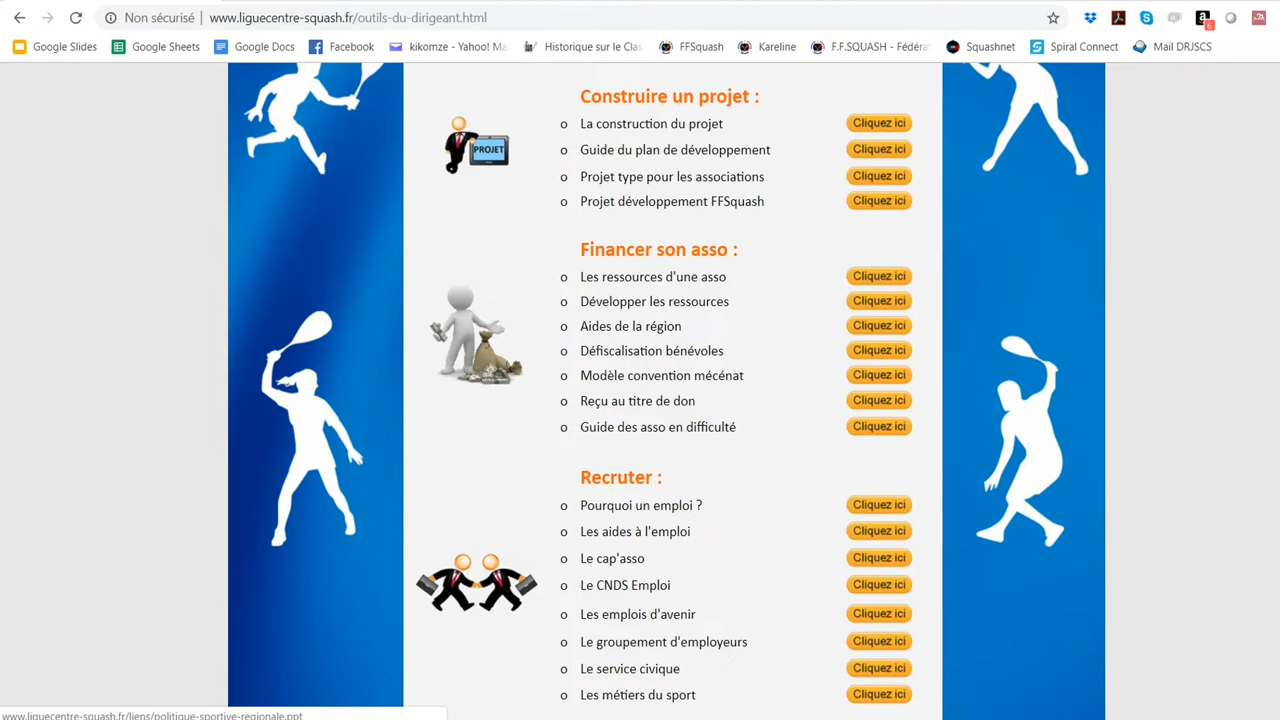 Non sécurisé | www.liguecentre-squash.fr/outils-du-dirigeant.html
6
Google Slides Google Sheets Google Docs Facebook kikomze - Yahoo! Ma Historique sur le Clas FFSquash Kareline F.F.SQUASH - Fédéra Squashnet Spiral Connect Mail DRJSCS
Construire un projet :
o La construction du projet Cliquez ici
o Guide du plan de développement Cliquez ici
PROJET
o Projet type pour les associations Cliquez ici
o Projet développement FFSquash Cliquez ici
Financer son asso :
o Les ressources d'une asso Cliquez ici
o Développer les ressources Cliquez ici
o Aides de la région Cliquez ici
o Défiscalisation bénévoles Cliquez ici
o Modèle convention mécénat Cliquez ici
o Reçu au titre de don Cliquez ici
o Guide des asso en difficulté Cliquez ici
Recruter :
o Pourquoi un emploi ? Cliquez ici
o Les aides à l'emploi Cliquez ici
o Le cap'asso Cliquez ici
o Le CNDS Emploi Cliquez ici
o Les emplois d'avenir Cliquez ici
o Le groupement d'employeurs Cliquez ici
o Le service civique Cliquez ici
o Les métiers du sport Cliquez ici
www.liguecentre-squash.fr/liens/politique-sportive-regionale.ppt